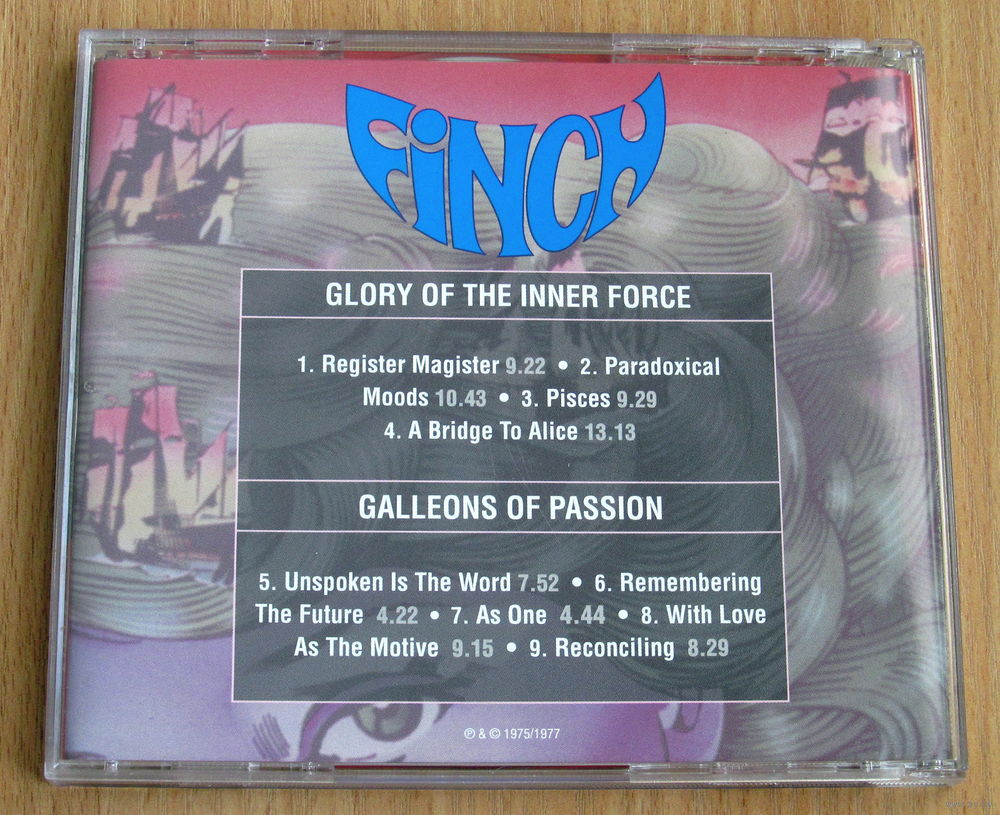 FiNCH
GLORY OF THE INNER FORCE
1. Register Magister 9.22 • 2. Paradoxical
Moods 10.43 • 3. Pisces 9.29
4. A Bridge To Alice 13.13
GALLEONS OF PASSION
5. Unspoken Is The Word 7.52 • 6. Remembering
The Future 4.22 • 7. As One 4.44 • 8. With Love
As The Motive 9.15 • 9. Reconciling 8.29
℗ & © 1975/1977